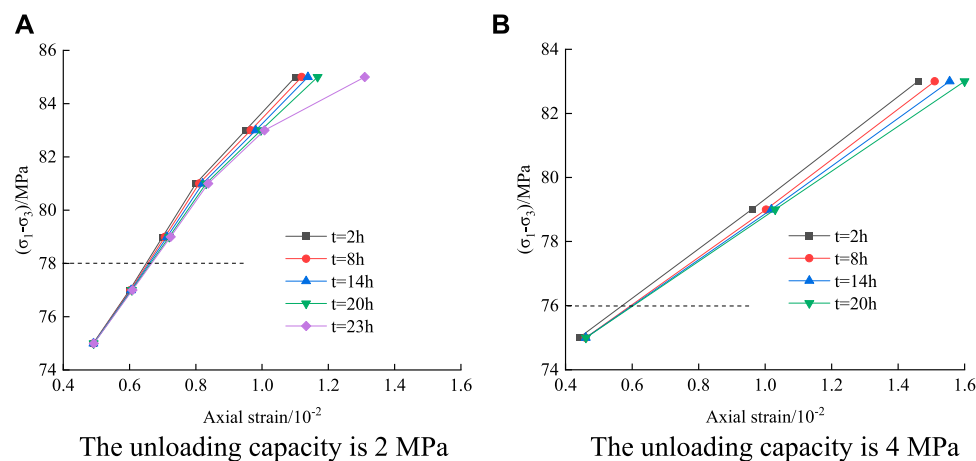 A
86
84
82
80
78
76
74
(σ₁-σ₃)/MPa
t=2h
t=8h
t=14h
t=20h
t=23h
0.4 0.6 0.8 1.0 1.2 1.4 1.6
Axial strain/10⁻²
The unloading capacity is 2 MPa
B
84
82
80
78
76
74
(σ₁-σ₃)/MPa
t=2h
t=8h
t=14h
t=20h
0.4 0.6 0.8 1.0 1.2 1.4 1.6
Axial strain/10⁻²
The unloading capacity is 4 MPa